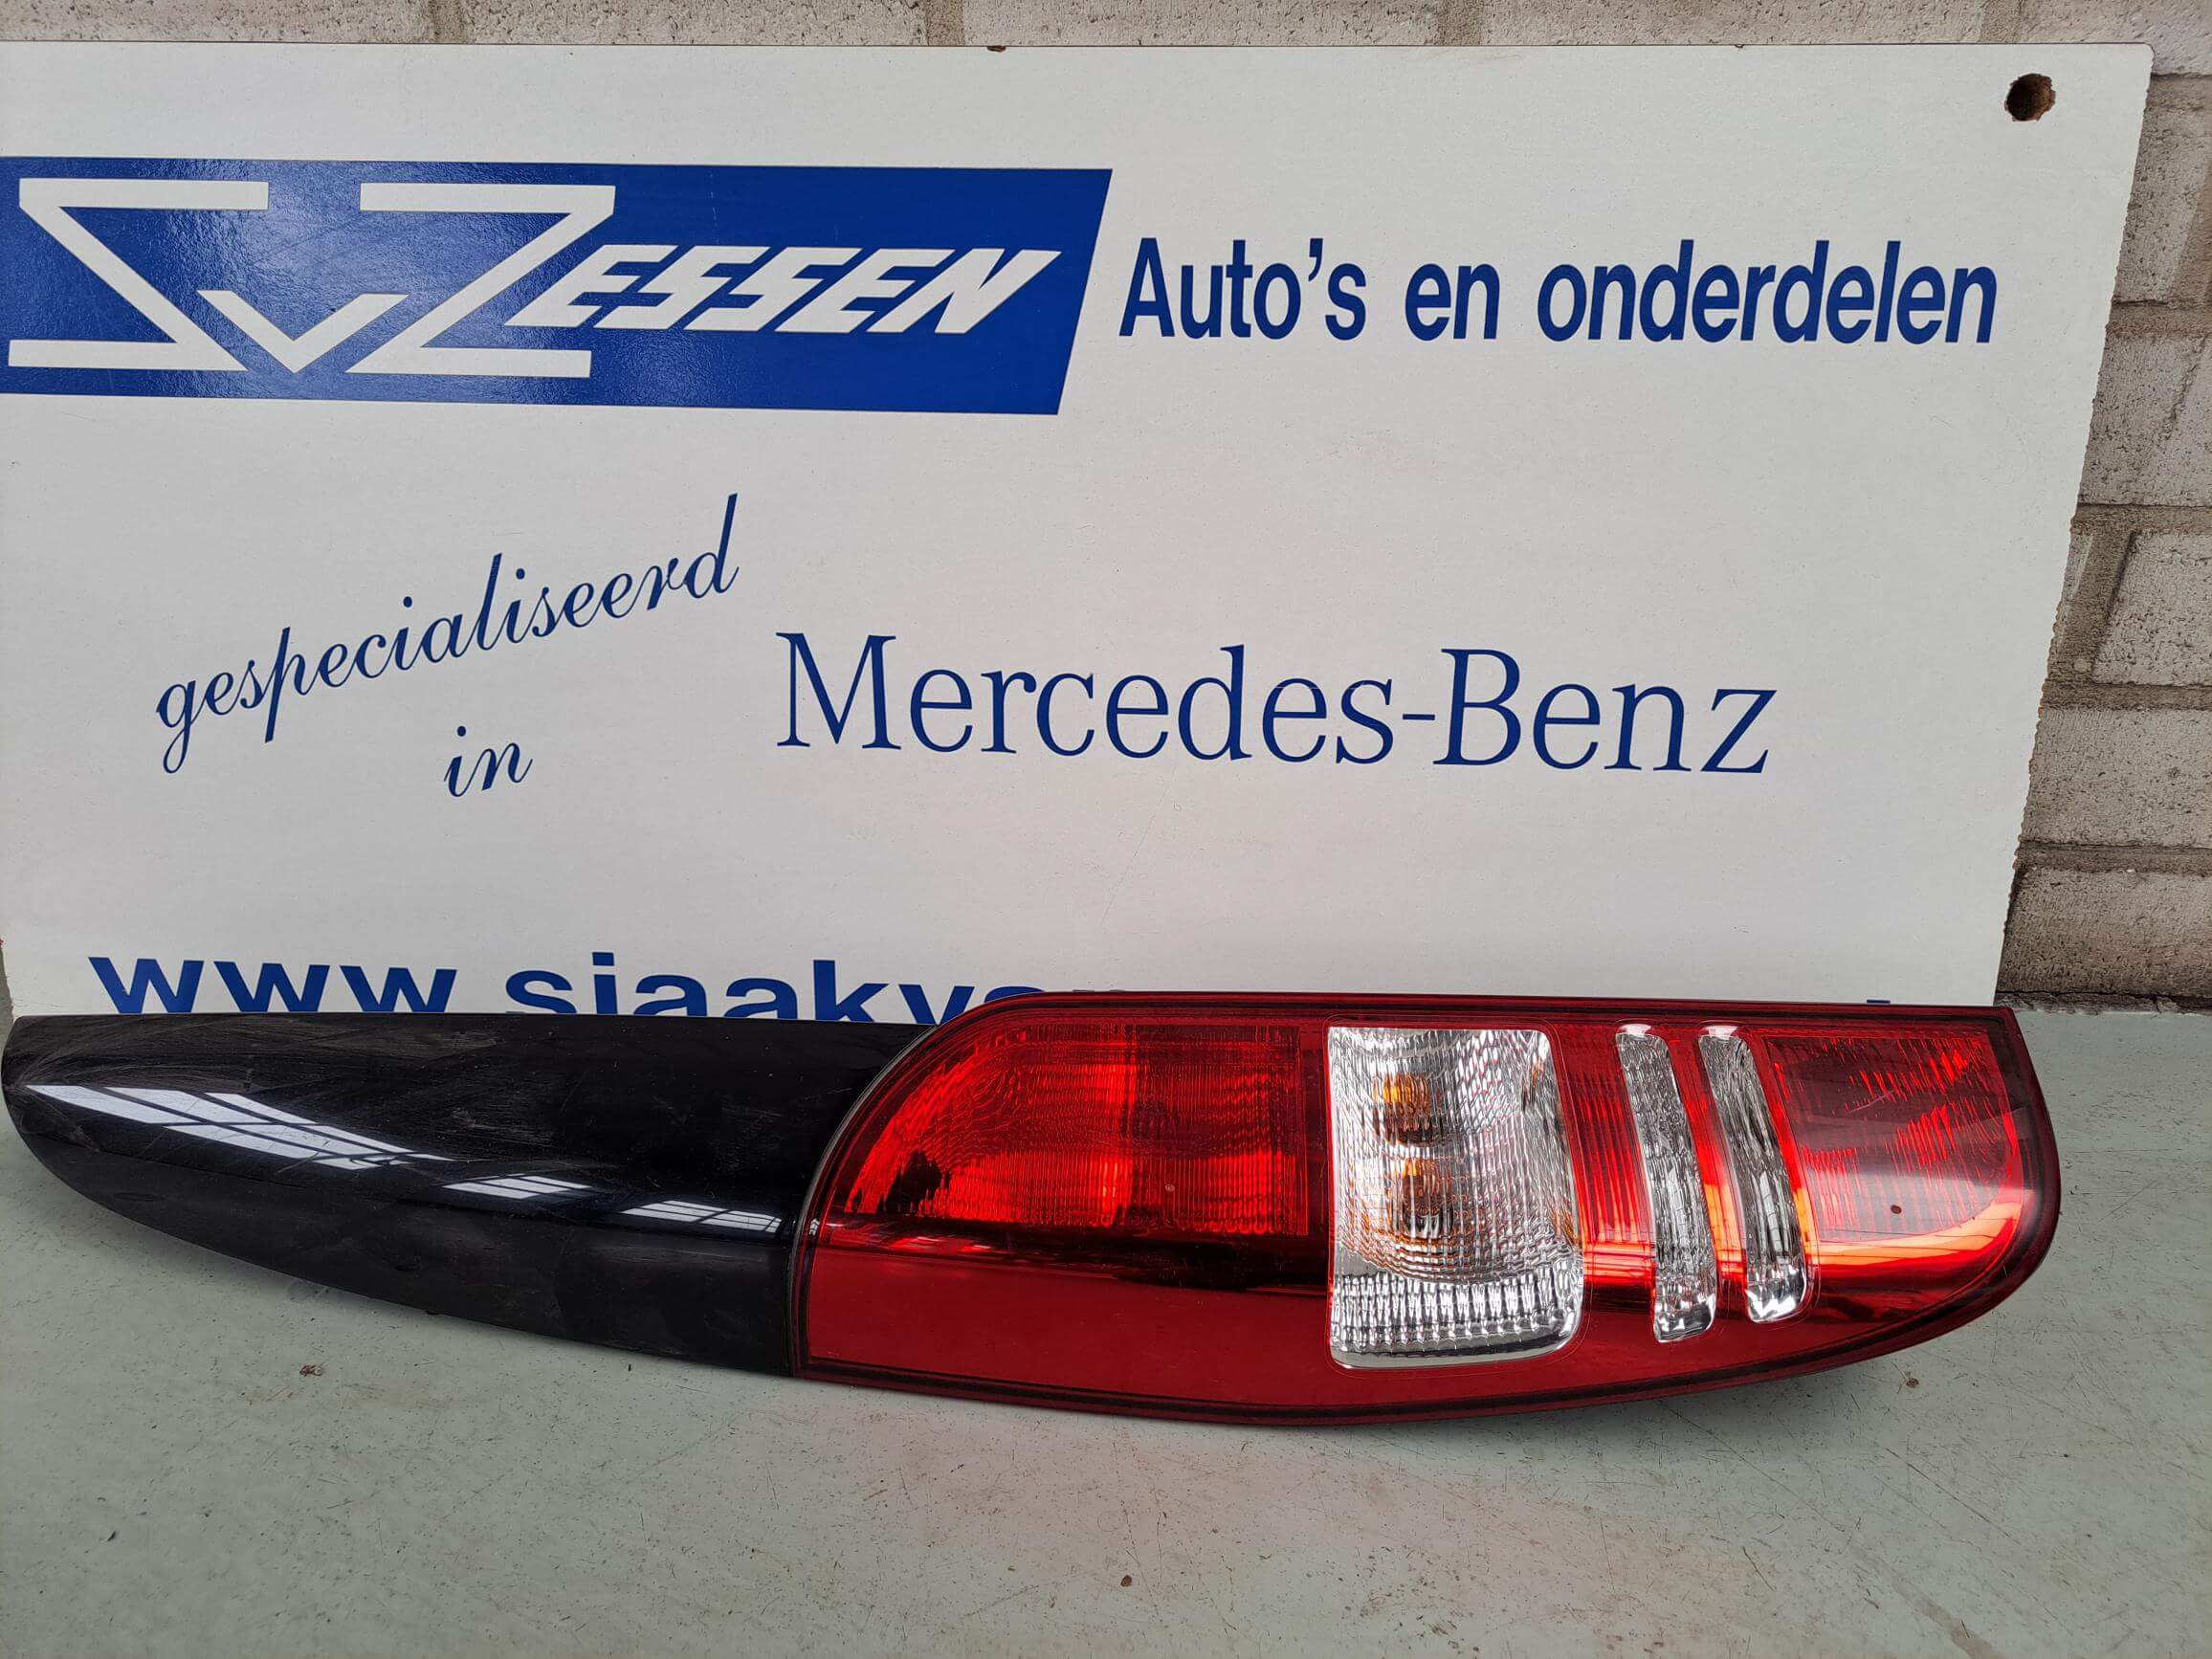 SvZESSEN Auto's en onderdelen
gespecialiseerd
in
Mercedes-Benz